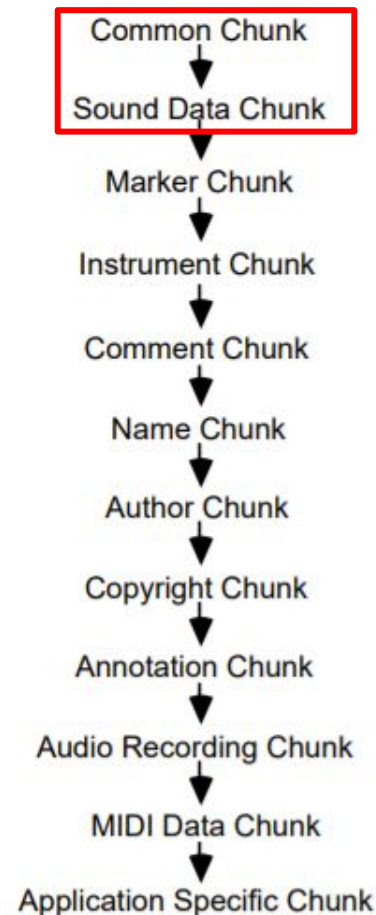 Common Chunk
Sound Data Chunk
Marker Chunk
Instrument Chunk
Comment Chunk
Name Chunk
Author Chunk
Copyright Chunk
Annotation Chunk
Audio Recording Chunk
MIDI Data Chunk
Application Specific Chunk